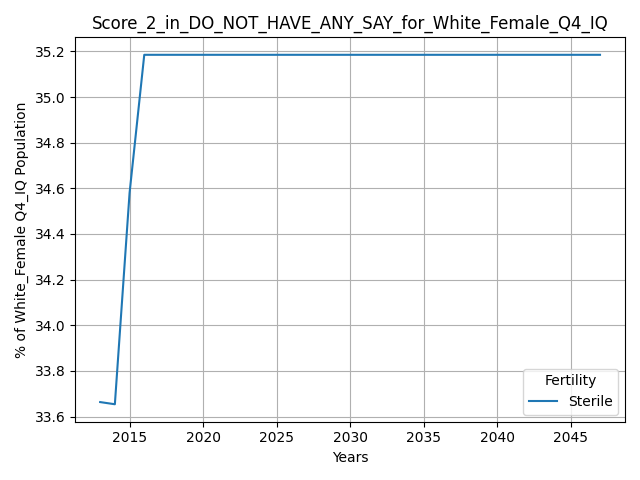 Score_2_in_DO_NOT_HAVE_ANY_SAY_for_White_Female_Q4_IQ
35.2
35.0
34.8
34.6
34.4
34.2
34.0
33.8
33.6
% of White_Female Q4_IQ Population
2015 2020 2025 2030 2035 2040 2045
Years
Fertility
Sterile